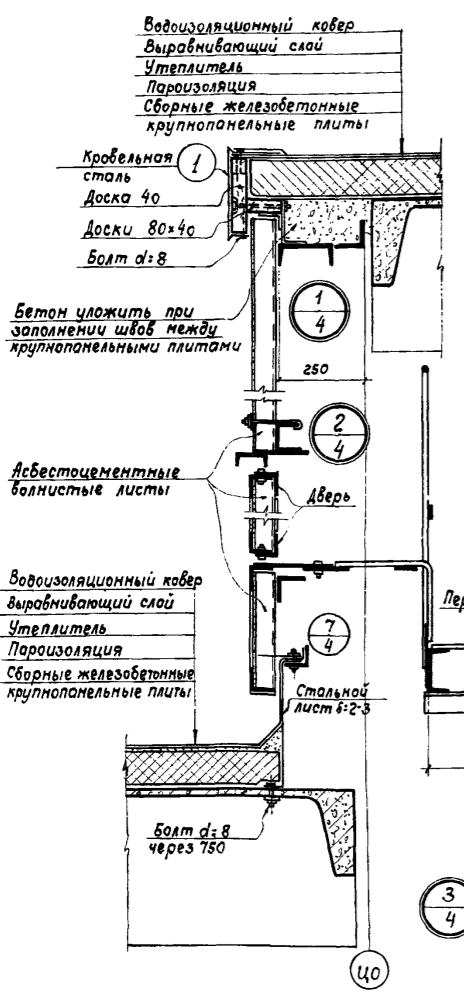 Водоизоляционный ковер
Выравнивающий слой
Утеплитель
Пароизоляция
Сборные железобетонные
крупнопанельные плиты
Кровельная
сталь
1
Доска 40
Доски 80×40
Болт d=8
Бетон уложить при
заполнении швов между
крупнопанельными плитами
1
4
250
2
4
Асбестоцементные
волнистые листы
Дверь
Водоизоляционный ковер
Выравнивающий слой
Утеплитель
Пароизоляция
Сборные железобетонные
крупнопанельные плиты
7
4
Пер
Стальной
лист δ=2-3
Болт d=8
через 750
3
4
ЦО